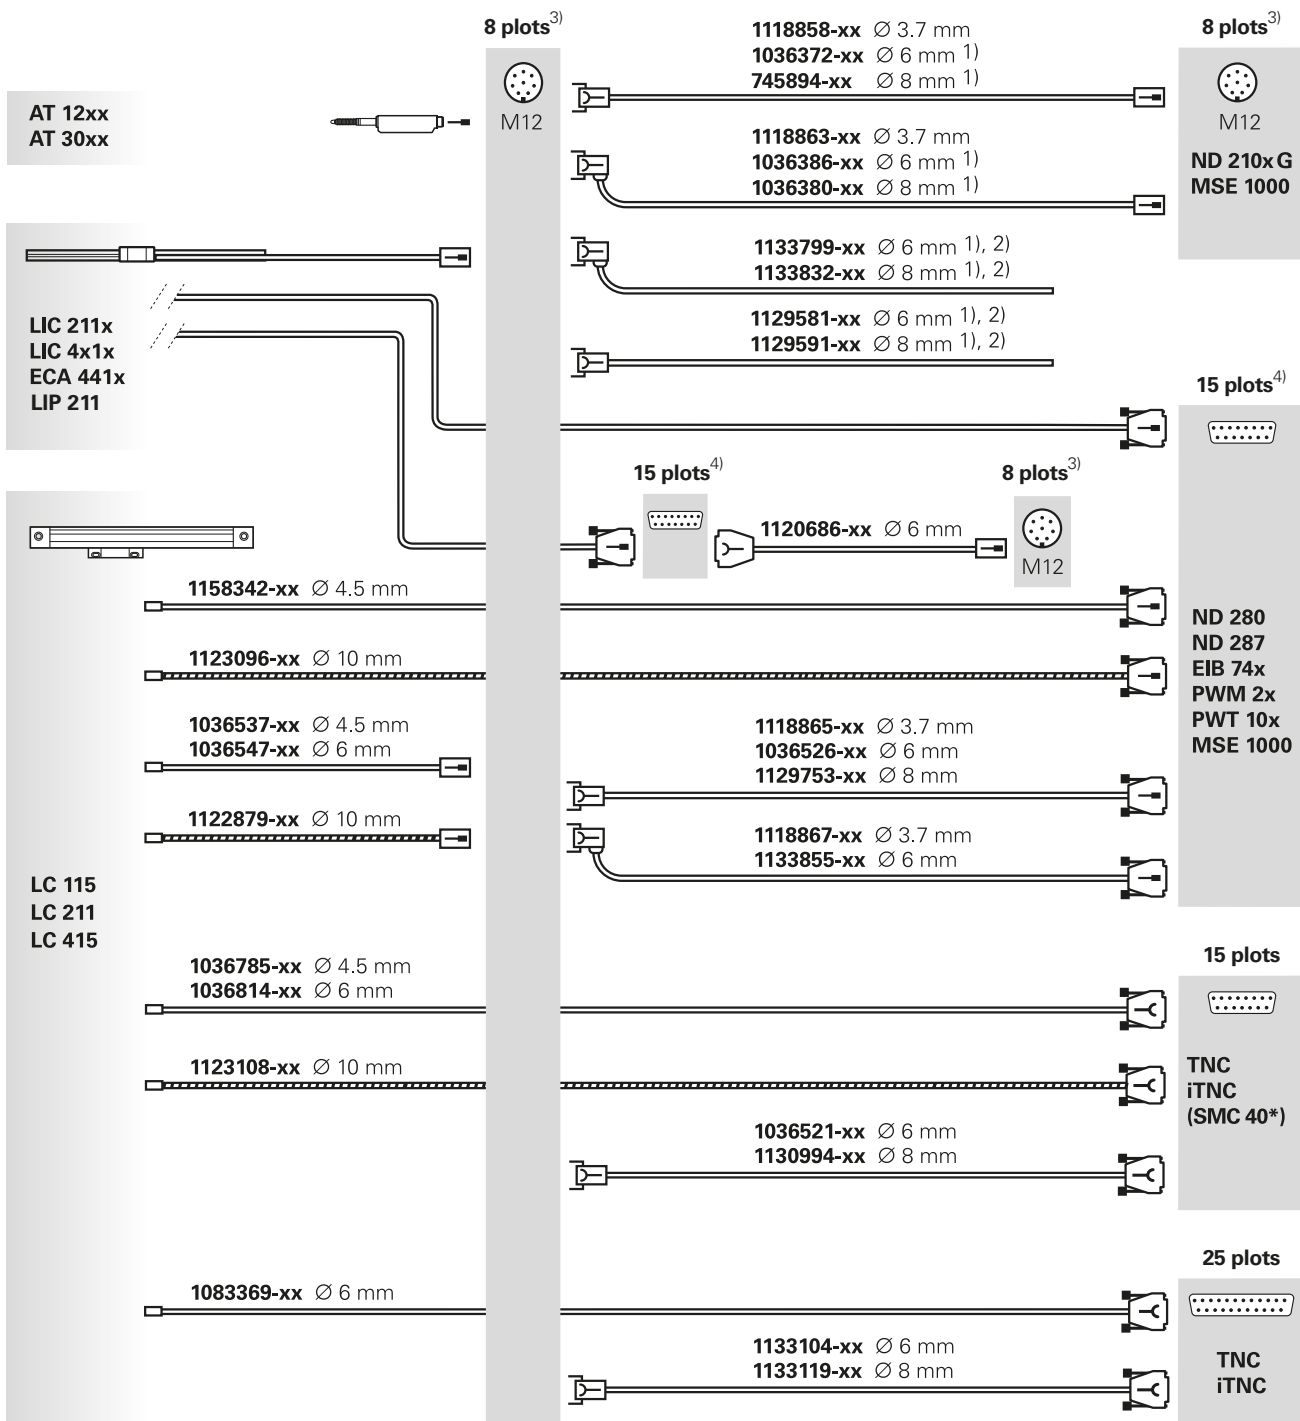 8 plots3)
1118858-xx Ø 3.7 mm
1036372-xx Ø 6 mm 1)
745894-xx Ø 8 mm 1)
8 plots3)
AT 12xx
AT 30xx
M12
M12
ND 210x G
MSE 1000
1118863-xx Ø 3.7 mm
1036386-xx Ø 6 mm 1)
1036380-xx Ø 8 mm 1)
1133799-xx Ø 6 mm 1), 2)
1133832-xx Ø 8 mm 1), 2)
LIC 211x
LIC 4x1x
ECA 441x
LIP 211
1129581-xx Ø 6 mm 1), 2)
1129591-xx Ø 8 mm 1), 2)
15 plots4)
15 plots4)
8 plots3)
1120686-xx Ø 6 mm
M12
1158342-xx Ø 4.5 mm
ND 280
ND 287
EIB 74x
PWM 2x
PWT 10x
MSE 1000
1123096-xx Ø 10 mm
1036537-xx Ø 4.5 mm
1036547-xx Ø 6 mm
1118865-xx Ø 3.7 mm
1036526-xx Ø 6 mm
1129753-xx Ø 8 mm
1122879-xx Ø 10 mm
1118867-xx Ø 3.7 mm
1133855-xx Ø 6 mm
LC 115
LC 211
LC 415
15 plots
1036785-xx Ø 4.5 mm
1036814-xx Ø 6 mm
1123108-xx Ø 10 mm
TNC
iTNC
(SMC 40*)
1036521-xx Ø 6 mm
1130994-xx Ø 8 mm
25 plots
1083369-xx Ø 6 mm
1133104-xx Ø 6 mm
1133119-xx Ø 8 mm
TNC
iTNC